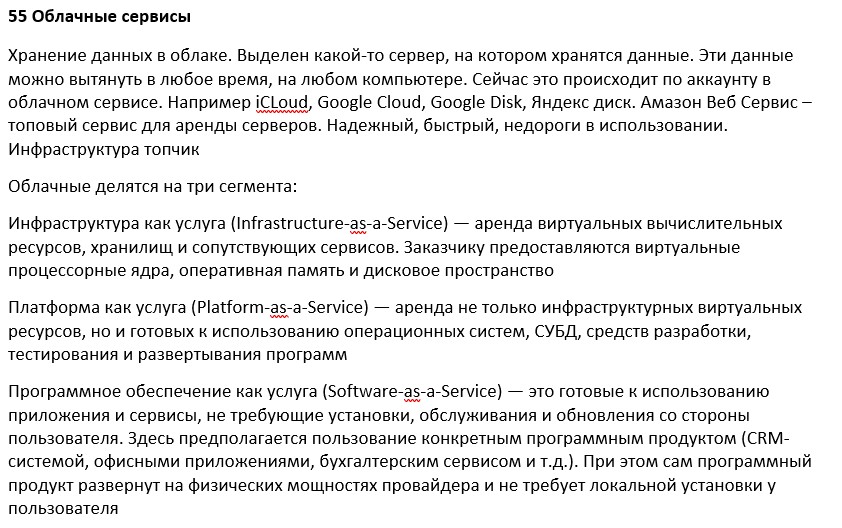 55 Облачные сервисы
Хранение данных в облаке. Выделен какой-то сервер, на котором хранятся данные. Эти данные
можно вытянуть в любое время, на любом компьютере. Сейчас это происходит по аккаунту в
облачном сервисе. Например iCLoud, Google Cloud, Google Disk, Яндекс диск. Амазон Веб Сервис –
топовый сервис для аренды серверов. Надежный, быстрый, недороги в использовании.
Инфраструктура топчик
Облачные делятся на три сегмента:
Инфраструктура как услуга (Infrastructure-as-a-Service) — аренда виртуальных вычислительных
ресурсов, хранилищ и сопутствующих сервисов. Заказчику предоставляются виртуальные
процессорные ядра, оперативная память и дисковое пространство
Платформа как услуга (Platform-as-a-Service) — аренда не только инфраструктурных виртуальных
ресурсов, но и готовых к использованию операционных систем, СУБД, средств разработки,
тестирования и развертывания программ
Программное обеспечение как услуга (Software-as-a-Service) — это готовые к использованию
приложения и сервисы, не требующие установки, обслуживания и обновления со стороны
пользователя. Здесь предполагается пользование конкретным программным продуктом (CRM-
системой, офисными приложениями, бухгалтерским сервисом и т.д.). При этом сам программный
продукт развернут на физических мощностях провайдера и не требует локальной установки у
пользователя